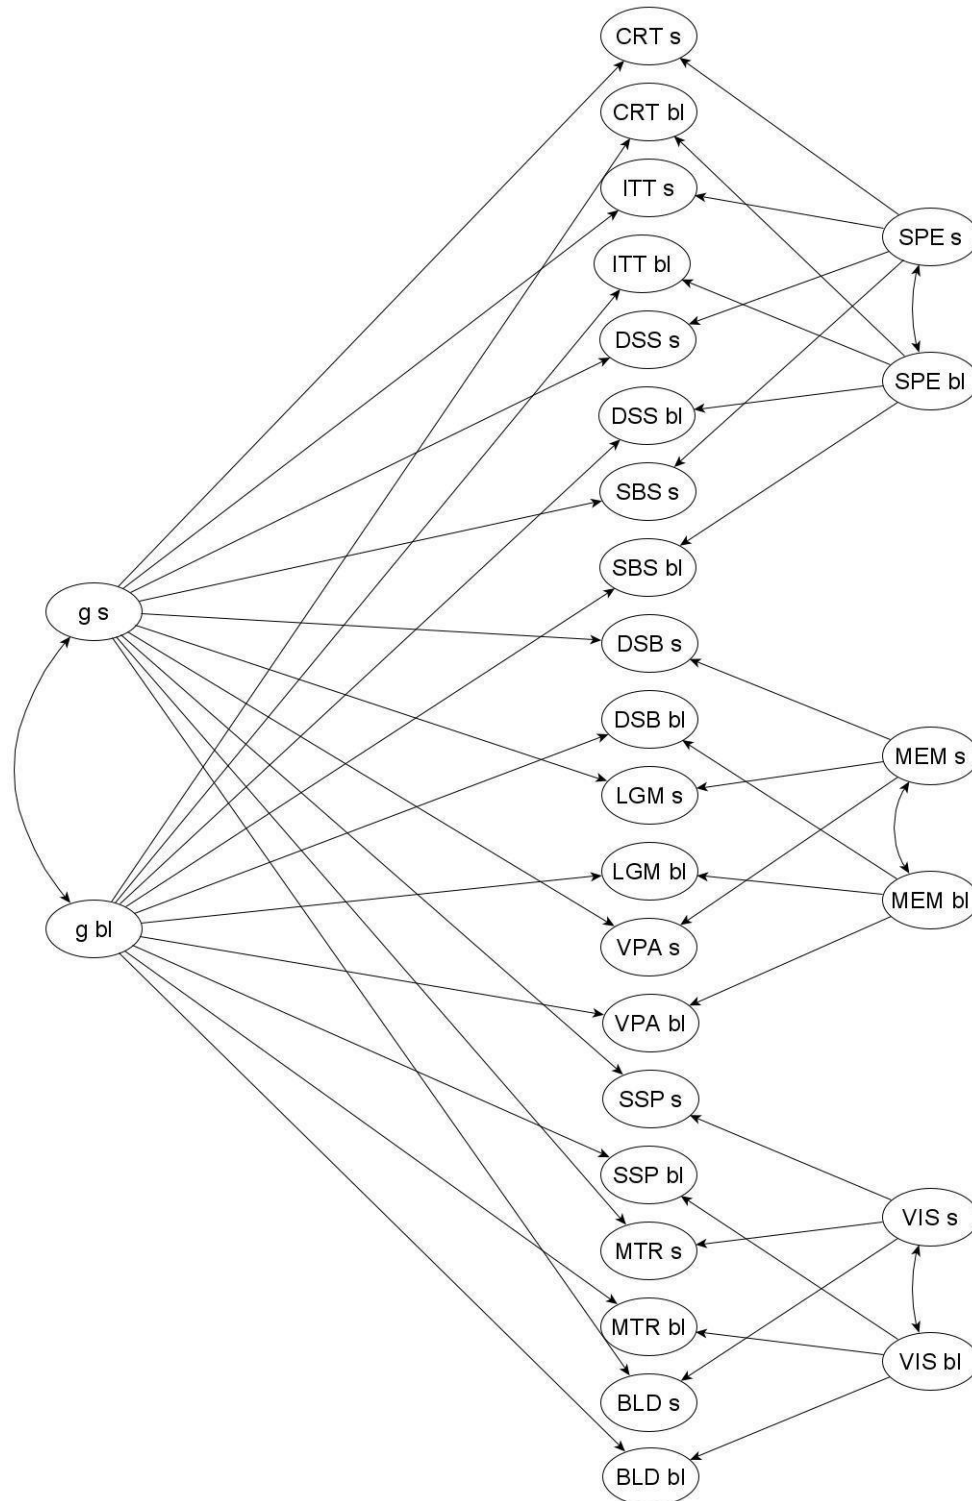 CRT s
CRT bl
ITT s
SPE s
ITT bl
DSS s
SPE bl
DSS bl
SBS s
SBS bl
g s
DSB s
DSB bl
MEM s
LGM s
LGM bl
MEM bl
g bl
VPA s
VPA bl
SSP s
SSP bl
VIS s
MTR s
MTR bl
VIS bl
BLD s
BLD bl